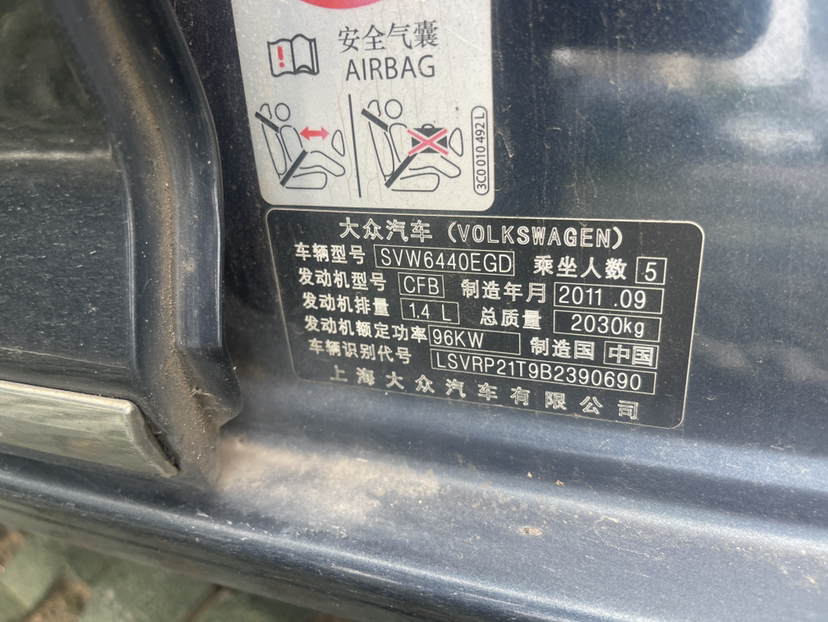 安全气囊
AIRBAG
3C0 010 492 L
大众汽车 (VOLKSWAGEN)
车辆型号 SVW6440EGD 乘坐人数 5
发动机型号 CFB 制造年月 2011.09
发动机排量 1.4 L 总质量 2030kg
发动机额定功率 96KW 制造国 中国
车辆识别代号 LSVRP21T9B2390690
上海大众汽车有限公司